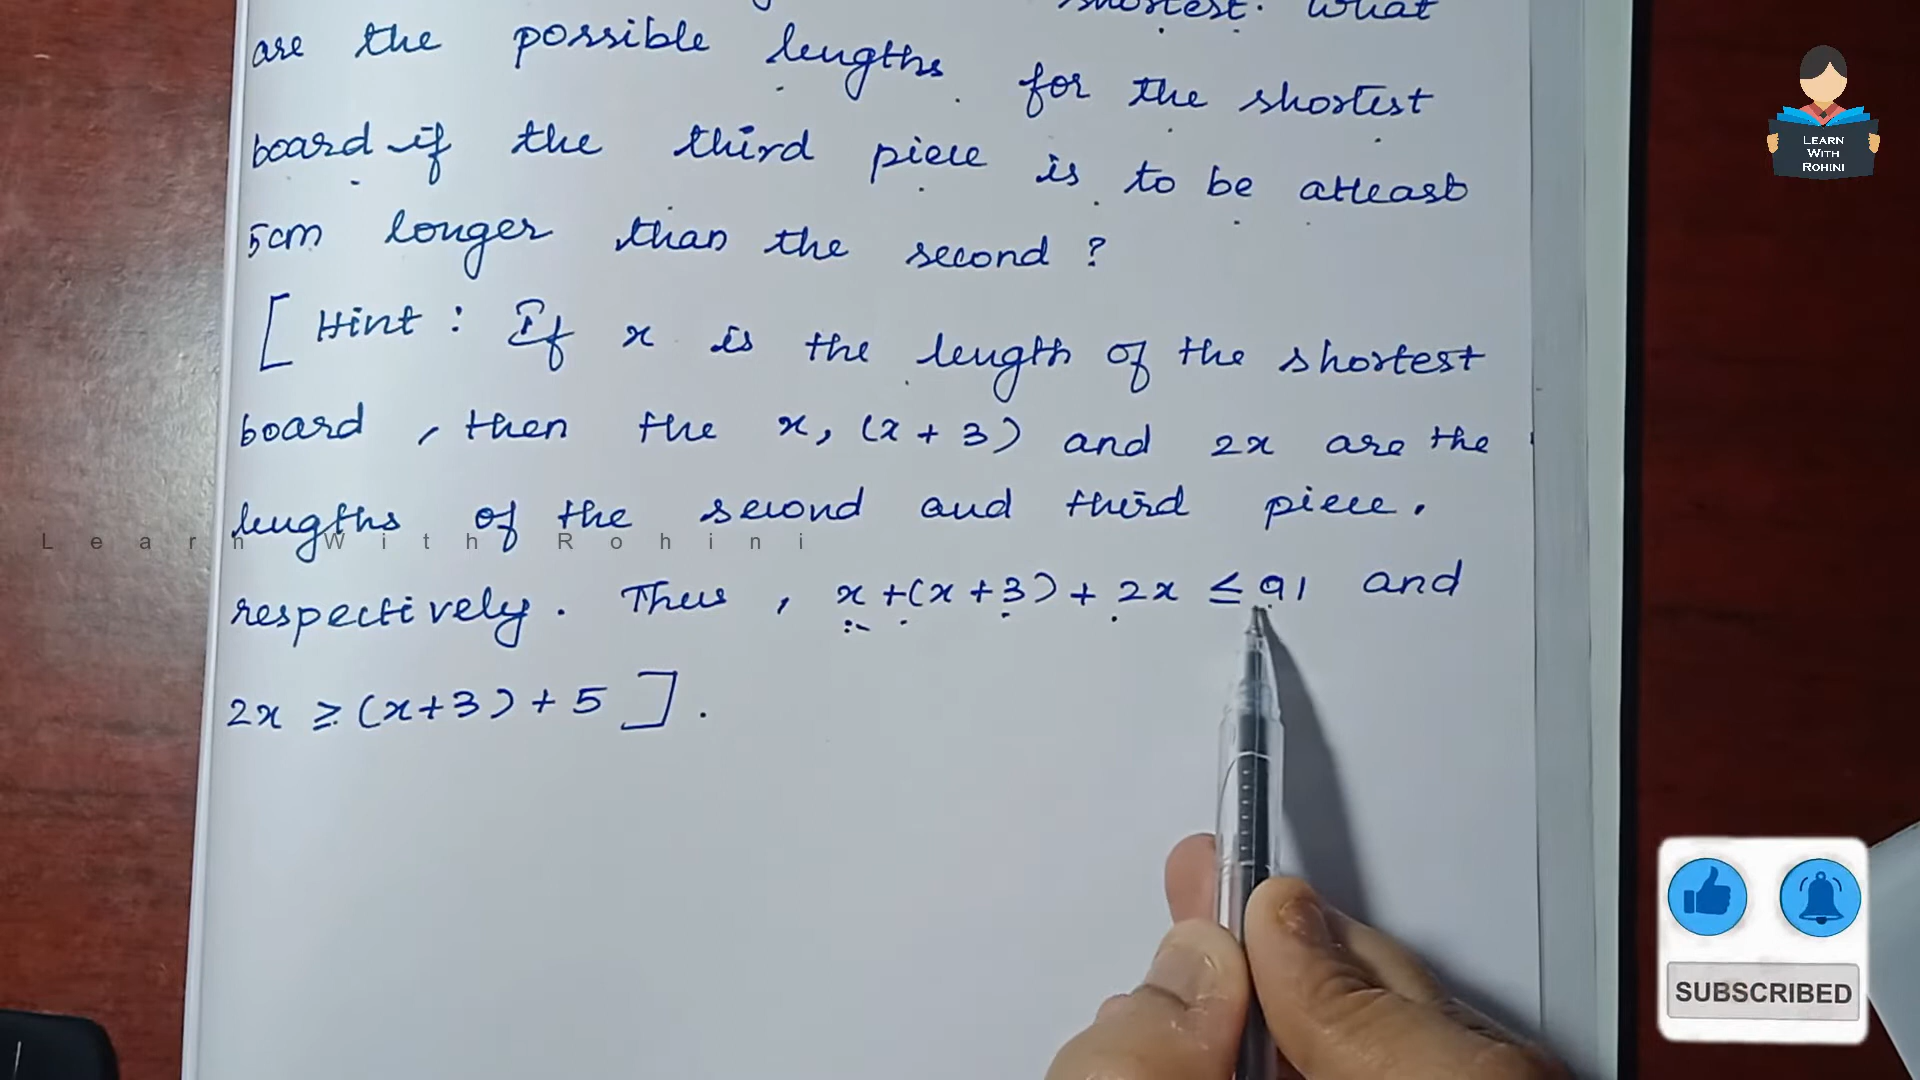 shortest. What
are the possible lengths for the shortest
board if the third piece is to be atleast
5cm longer than the second?
[Hint: If x is the length of the shortest
board, then the x, (x + 3) and 2x are the
lengths of the second and third piece.
Learn With Rohini
respectively. Thus, x + (x + 3) + 2x ≤ 91 and
2x ≥ (x+3) + 5].
LEARN
WITH
ROHINI
SUBSCRIBED